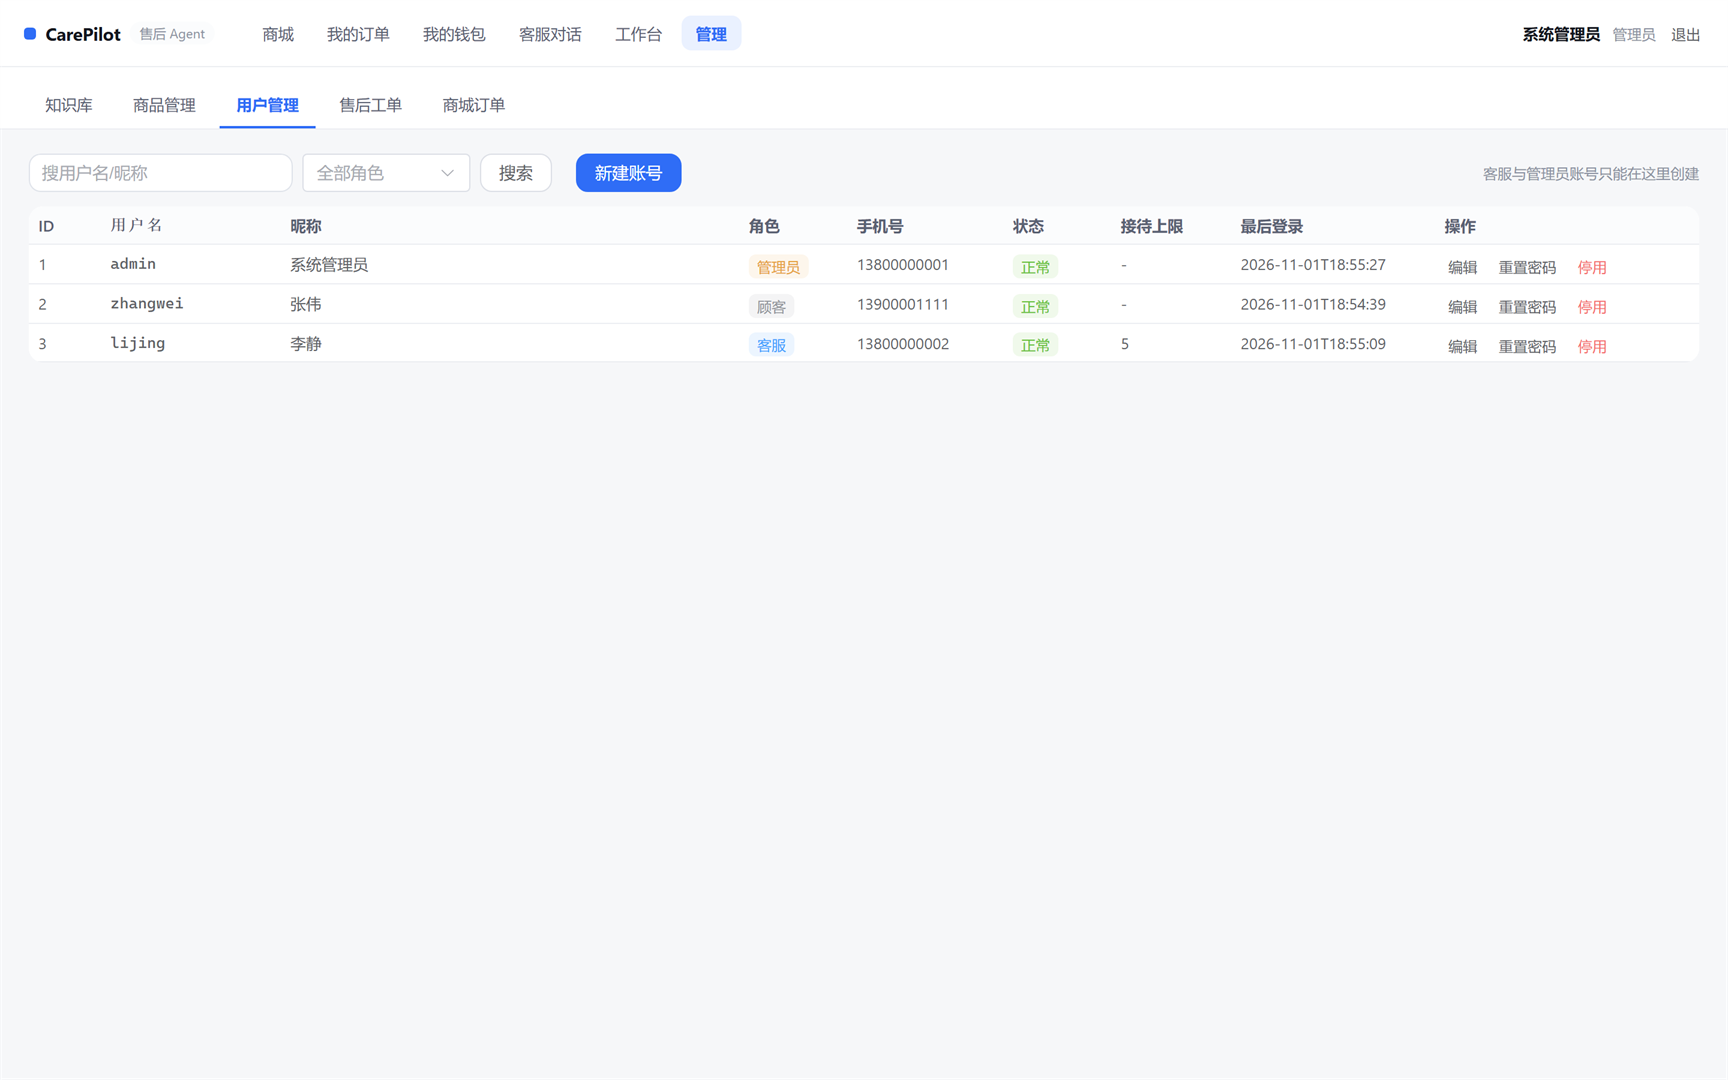 CarePilot 售后 Agent 商城 我的订单 我的钱包 客服对话 工作台 管理 系统管理员 管理员 退出
知识库 商品管理 用户管理 售后工单 商城订单
搜用户名/昵称 全部角色 搜索 新建账号 客服与管理员账号只能在这里创建
ID 用户名 昵称 角色 手机号 状态 接待上限 最后登录 操作
1 admin 系统管理员 管理员 13800000001 正常 - 2026-11-01T18:55:27 编辑 重置密码 停用
2 zhangwei 张伟 顾客 13900001111 正常 - 2026-11-01T18:54:39 编辑 重置密码 停用
3 lijing 李静 客服 13800000002 正常 5 2026-11-01T18:55:09 编辑 重置密码 停用